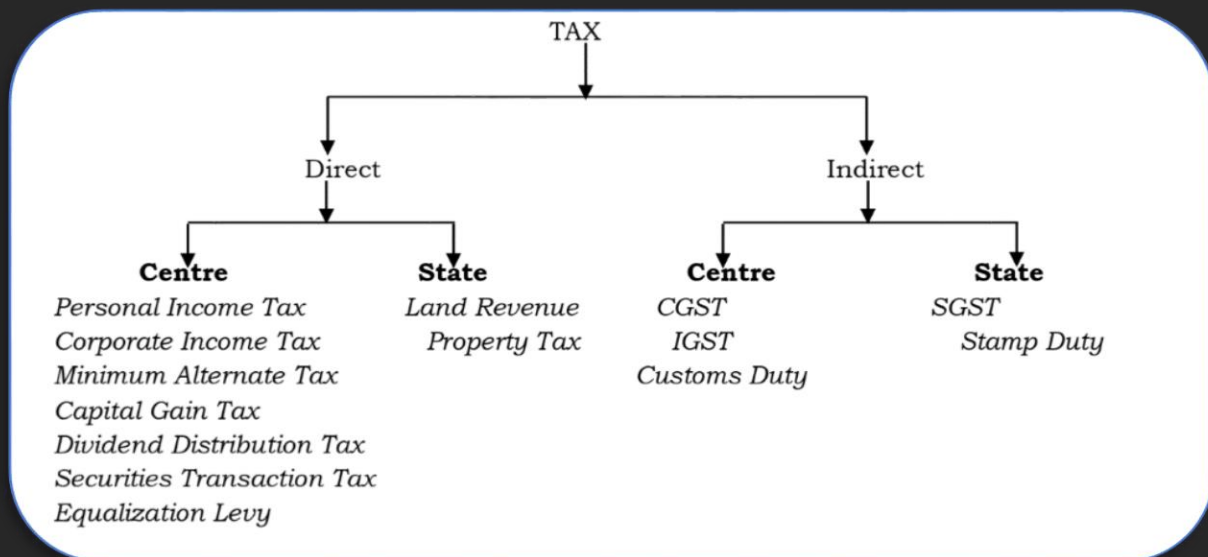 TAX
Direct
Indirect
Centre
State
Centre
State
Personal Income Tax
Corporate Income Tax
Minimum Alternate Tax
Capital Gain Tax
Dividend Distribution Tax
Securities Transaction Tax
Equalization Levy
Land Revenue
Property Tax
CGST
IGST
Customs Duty
SGST
Stamp Duty